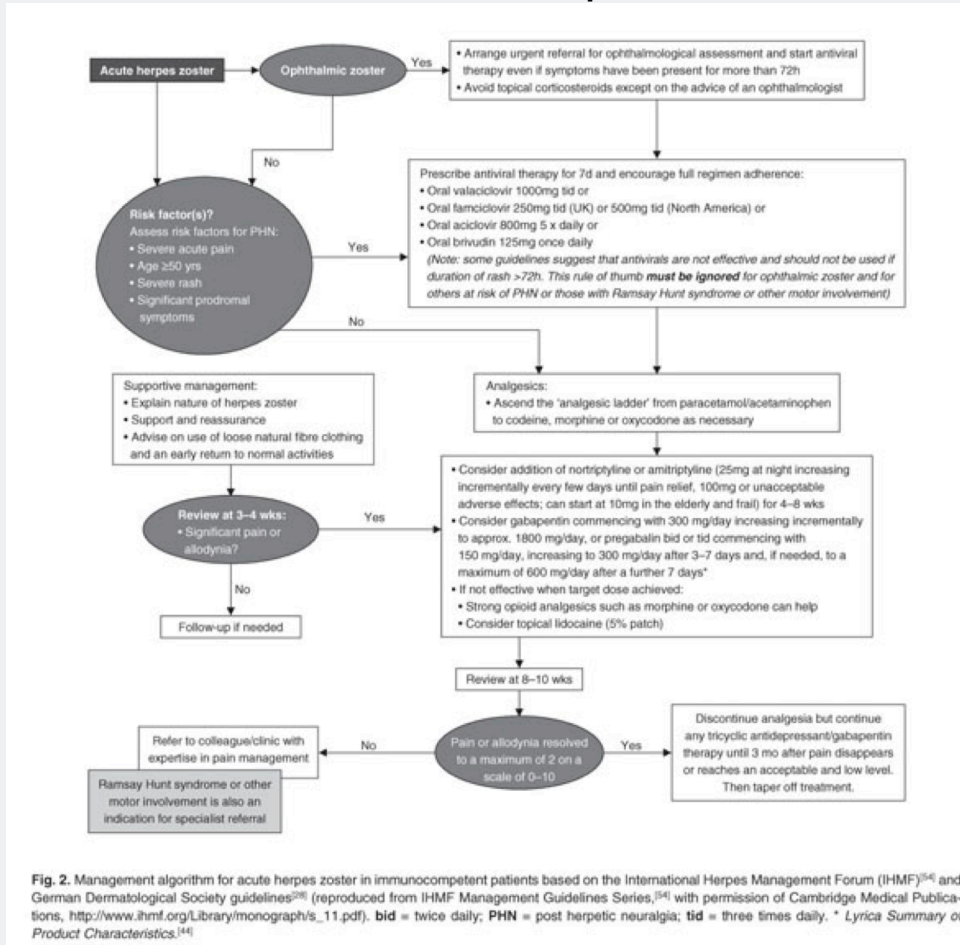 Acute herpes zoster
Ophthalmic zoster
Yes
• Arrange urgent referral for ophthalmological assessment and start antiviral
therapy even if symptoms have been present for more than 72h
• Avoid topical corticosteroids except on the advice of an ophthalmologist
No
Risk factor(s)?
Assess risk factors for PHN:
• Severe acute pain
• Age ≥50 yrs
• Severe rash
• Significant prodromal
symptoms
Yes
Prescribe antiviral therapy for 7d and encourage full regimen adherence:
• Oral valaciclovir 1000mg tid or
• Oral famciclovir 250mg tid (UK) or 500mg tid (North America) or
• Oral aciclovir 800mg 5 x daily or
• Oral brivudin 125mg once daily
(Note: some guidelines suggest that antivirals are not effective and should not be used if
duration of rash >72h. This rule of thumb must be ignored for ophthalmic zoster and for
others at risk of PHN or those with Ramsay Hunt syndrome or other motor involvement)
No
Supportive management:
• Explain nature of herpes zoster
• Support and reassurance
• Advise on use of loose natural fibre clothing
and an early return to normal activities
Analgesics:
• Ascend the 'analgesic ladder' from paracetamol/acetaminophen
to codeine, morphine or oxycodone as necessary
Review at 3–4 wks:
• Significant pain or
allodynia?
Yes
• Consider addition of nortriptyline or amitriptyline (25mg at night increasing
incrementally every few days until pain relief, 100mg or unacceptable
adverse effects; can start at 10mg in the elderly and frail) for 4–8 wks
• Consider gabapentin commencing with 300 mg/day increasing incrementally
to approx. 1800 mg/day, or pregabalin bid or tid commencing with
150 mg/day, increasing to 300 mg/day after 3–7 days and, if needed, to a
maximum of 600 mg/day after a further 7 days*
• If not effective when target dose achieved:
• Strong opioid analgesics such as morphine or oxycodone can help
• Consider topical lidocaine (5% patch)
No
Follow-up if needed
Review at 8–10 wks
Pain or allodynia resolved
to a maximum of 2 on a
scale of 0–10
No
Refer to colleague/clinic with
expertise in pain management
Ramsay Hunt syndrome or other
motor involvement is also an
indication for specialist referral
Yes
Discontinue analgesia but continue
any tricyclic antidepressant/gabapentin
therapy until 3 mo after pain disappears
or reaches an acceptable and low level.
Then taper off treatment.
Fig. 2. Management algorithm for acute herpes zoster in immunocompetent patients based on the International Herpes Management Forum (IHMF)[54] and
German Dermatological Society guidelines[28] (reproduced from IHMF Management Guidelines Series,[54] with permission of Cambridge Medical Publica-
tions, http://www.ihmf.org/Library/monograph/s_11.pdf). bid = twice daily; PHN = post herpetic neuralgia; tid = three times daily. * Lyrica Summary of
Product Characteristics.[44]